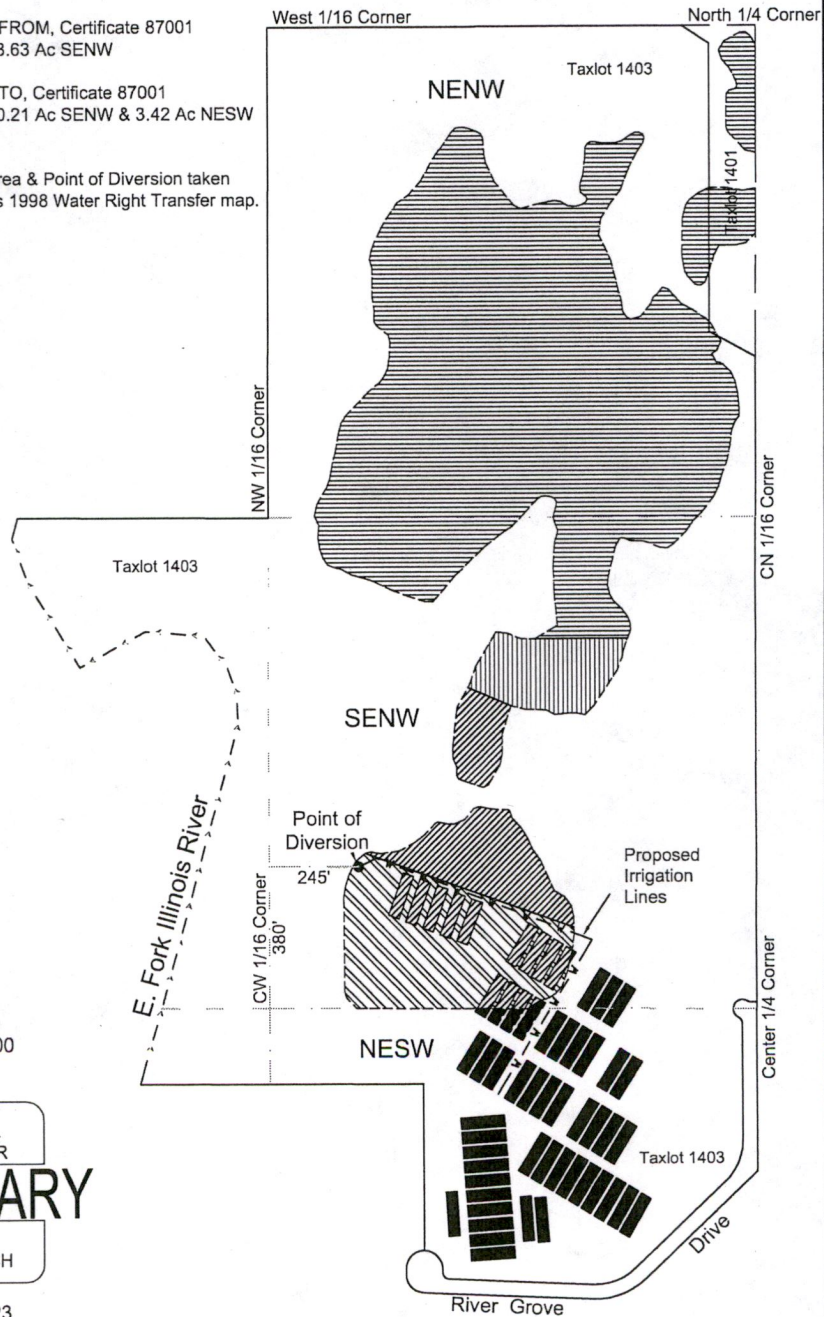 FROM, Certificate 87001
3.63 Ac SENW
TO, Certificate 87001
0.21 Ac SENW & 3.42 Ac NESW
rea & Point of Diversion taken
s 1998 Water Right Transfer map.
West 1/16 Corner
North 1/4 Corner
NENW
Taxlot 1403
Taxlot 1401
NW 1/16 Corner
CN 1/16 Corner
Taxlot 1403
SENW
E. Fork Illinois River
Point of
Diversion
245'
CW 1/16 Corner
380'
Proposed
Irrigation
Lines
W
W
W
Center 1/4 Corner
NESW
Taxlot 1403
River Grove
Drive
00
R
ARY
H
23